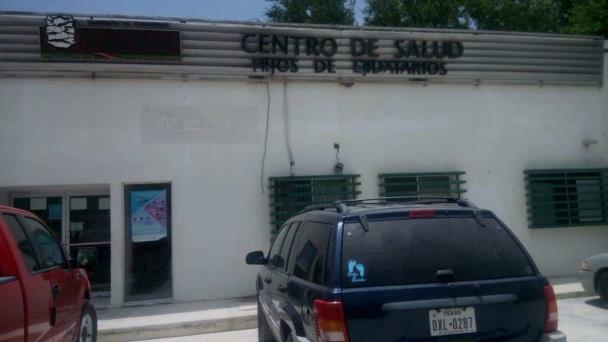 CENTRO DE SALUD
HIJOS DE EJIDATARIOS
TEXAS
DXL·0287